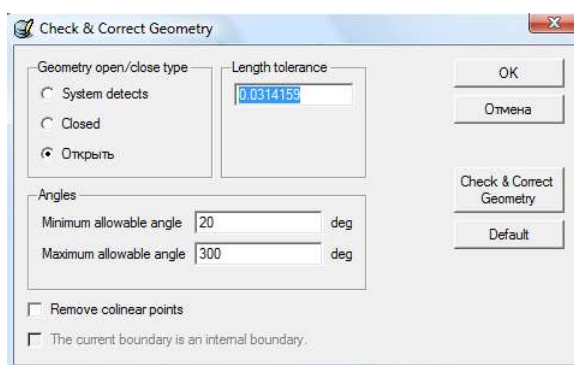 Check & Correct Geometry
Geometry open/close type
System detects
Closed
Открыть
Length tolerance
0.0314159
OK
Отмена
Check & Correct
Geometry
Default
Angles
Minimum allowable angle 20 deg
Maximum allowable angle 300 deg
Remove colinear points
The current boundary is an internal boundary.